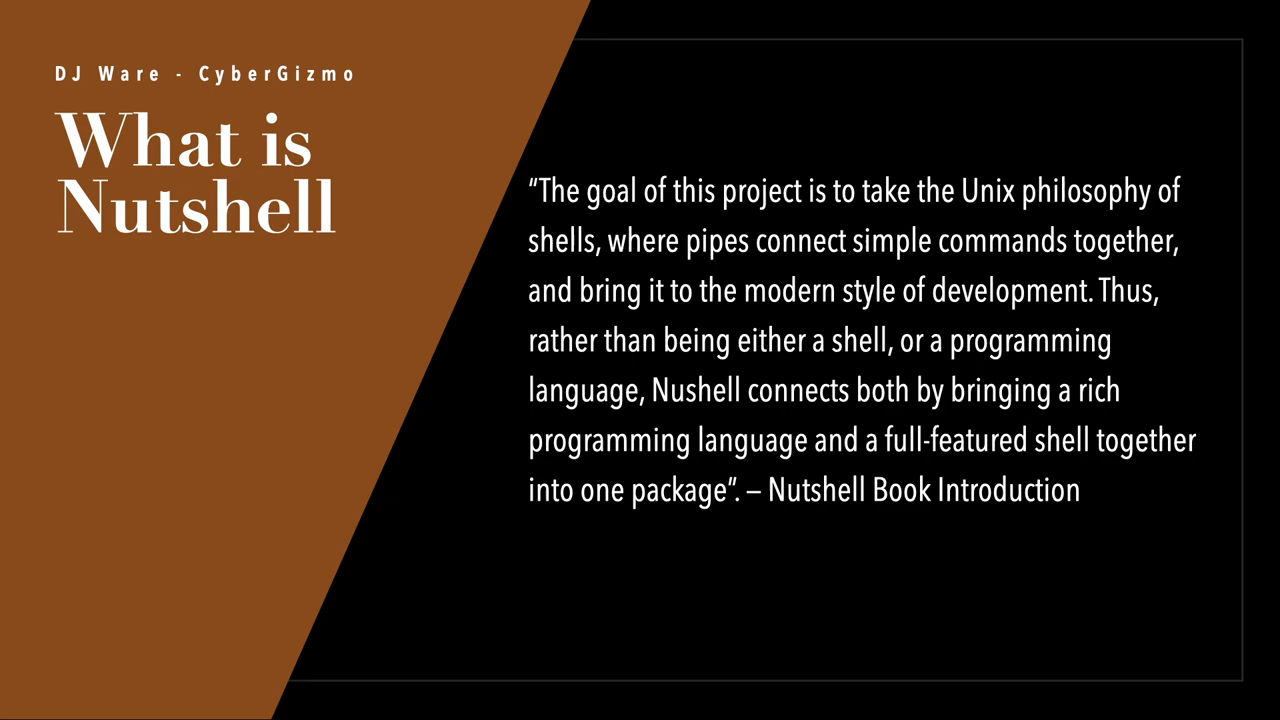 DJ Ware - CyberGizmo
What is
Nutshell
“The goal of this project is to take the Unix philosophy of
shells, where pipes connect simple commands together,
and bring it to the modern style of development. Thus,
rather than being either a shell, or a programming
language, Nushell connects both by bringing a rich
programming language and a full-featured shell together
into one package”. – Nutshell Book Introduction